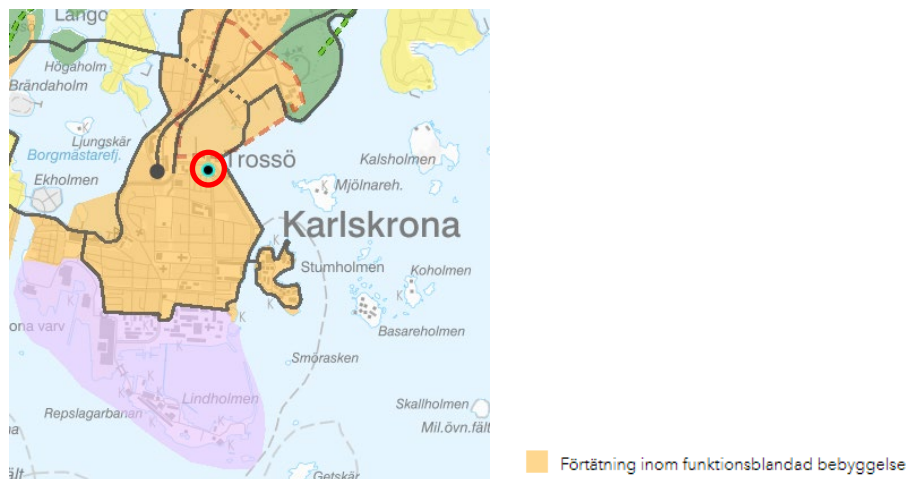 Långö
Högaholm
Brändaholm
Ljungskär
Borgmästarefj.
Ekholmen
Trossö
Kalsholmen
K
Mjölnareh.
Karlskrona
K
Stumholmen
Koholmen
K
K
K
ona varv
K
Basareholmen
Smörasken
Lindholmen
Repslagarbanan
K
Skallholmen
Mil.övn.fält
Getskär
Förtätning inom funktionsblandad bebyggelse